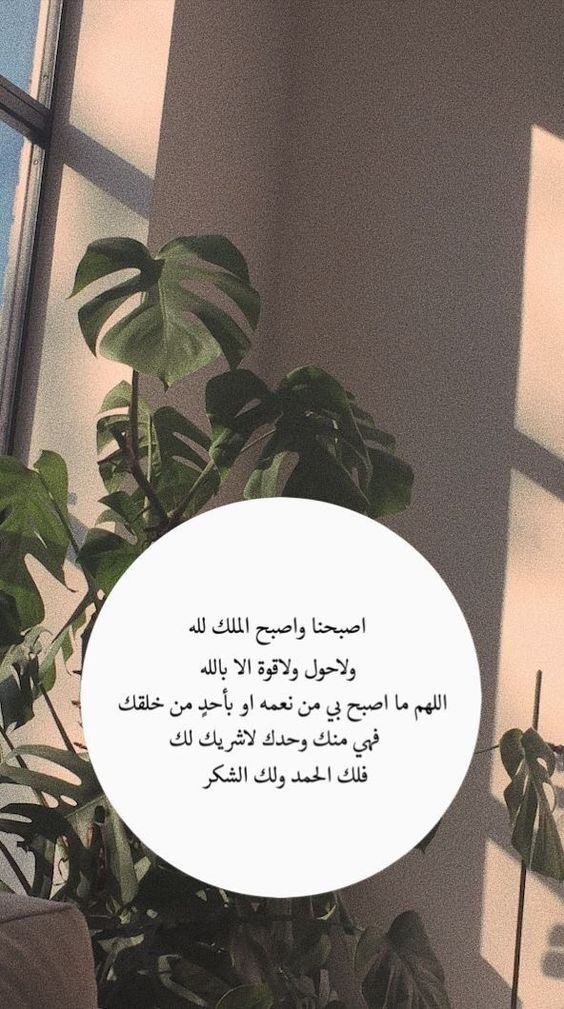 اصبحنا واصبح الملك لله
ولاحول ولاقوة الا بالله
اللهم ما اصبح بي من نعمه او بأحدٍ من خلقك
فهي منك وحدك لاشريك لك
فلك الحمد ولك الشكر